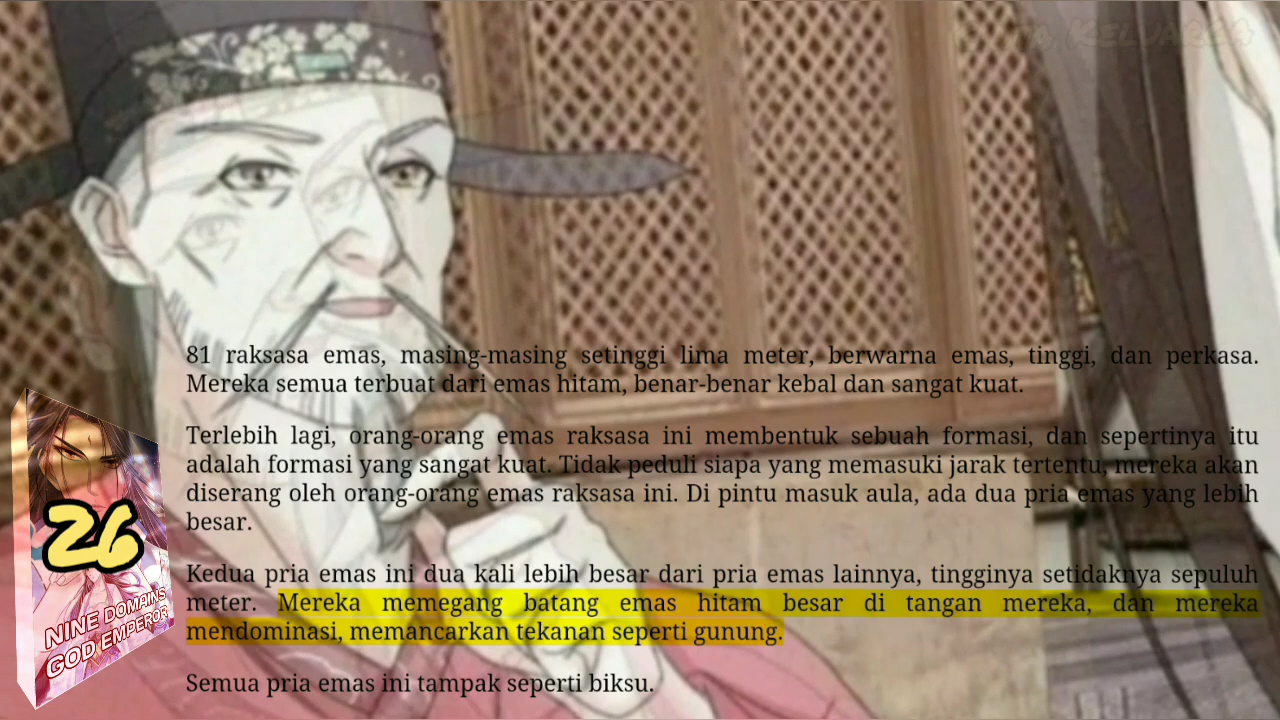 KELUARGA
81 raksasa emas, masing-masing setinggi lima meter, berwarna emas, tinggi, dan perkasa.
Mereka semua terbuat dari emas hitam, benar-benar kebal dan sangat kuat.
Terlebih lagi, orang-orang emas raksasa ini membentuk sebuah formasi, dan sepertinya itu
adalah formasi yang sangat kuat. Tidak peduli siapa yang memasuki jarak tertentu, mereka akan
diserang oleh orang-orang emas raksasa ini. Di pintu masuk aula, ada dua pria emas yang lebih
besar.
Kedua pria emas ini dua kali lebih besar dari pria emas lainnya, tingginya setidaknya sepuluh
meter. Mereka memegang batang emas hitam besar di tangan mereka, dan mereka
mendominasi, memancarkan tekanan seperti gunung.
Semua pria emas ini tampak seperti biksu.
26
NINE DOMAINS
GOD EMPEROR